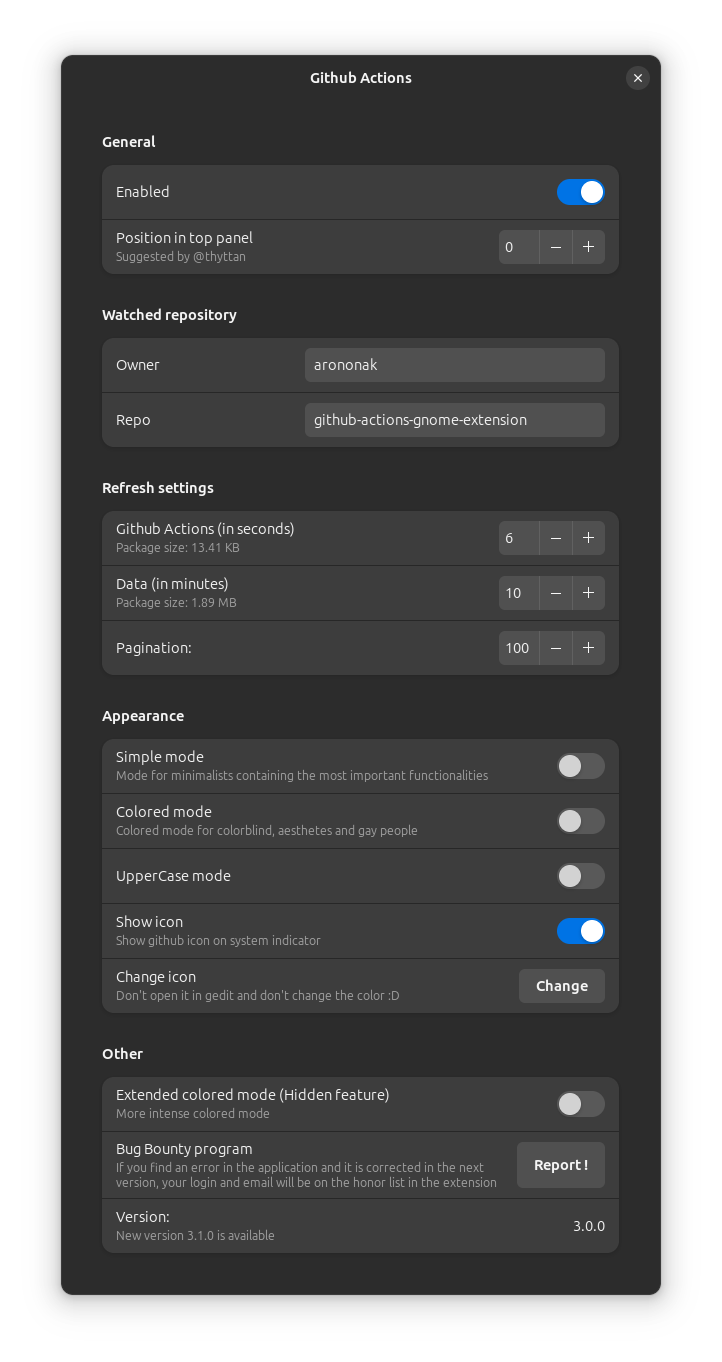 Github Actions
General
Enabled
Position in top panel
Suggested by @thyttan
0
Watched repository
Owner
arononak
Repo
github-actions-gnome-extension
Refresh settings
Github Actions (in seconds)
Package size: 13.41 KB
6
Data (in minutes)
Package size: 1.89 MB
10
Pagination:
100
Appearance
Simple mode
Mode for minimalists containing the most important functionalities
Colored mode
Colored mode for colorblind, aesthetes and gay people
UpperCase mode
Show icon
Show github icon on system indicator
Change icon
Don't open it in gedit and don't change the color :D
Change
Other
Extended colored mode (Hidden feature)
More intense colored mode
Bug Bounty program
If you find an error in the application and it is corrected in the next
version, your login and email will be on the honor list in the extension
Report !
Version:
New version 3.1.0 is available
3.0.0